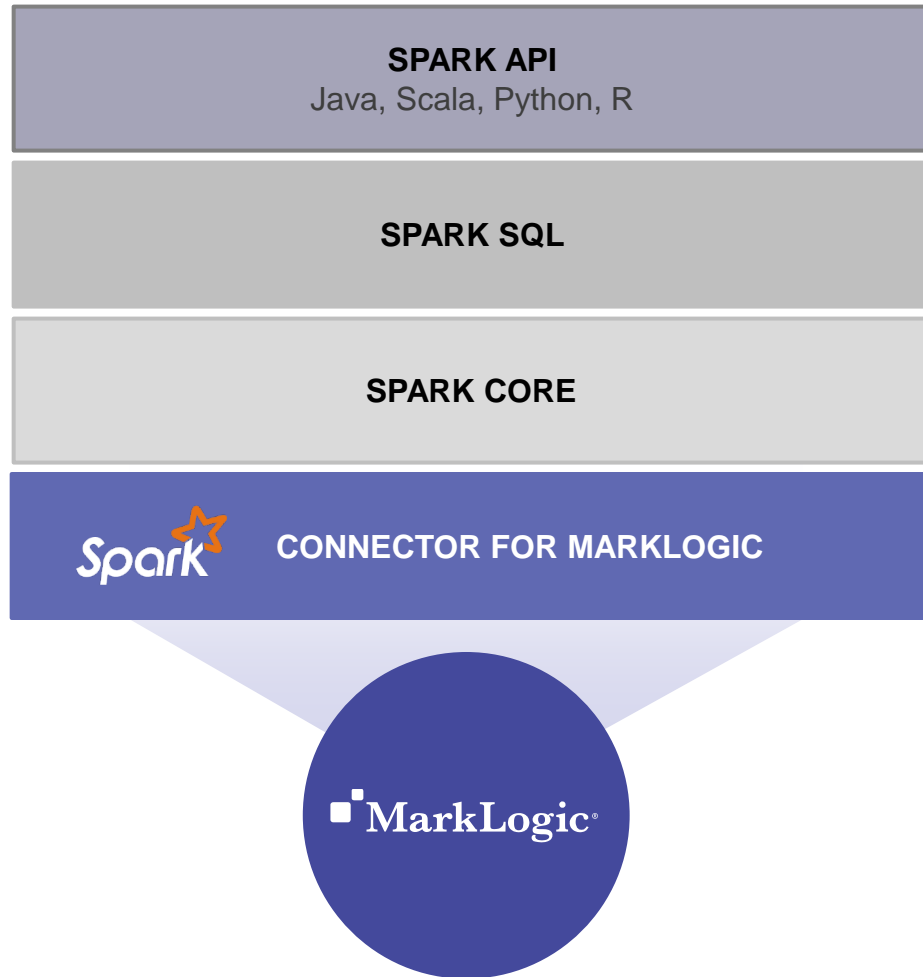 SPARK API
Java, Scala, Python, R
SPARK SQL
SPARK CORE
Spark CONNECTOR FOR MARKLOGIC
MarkLogic®